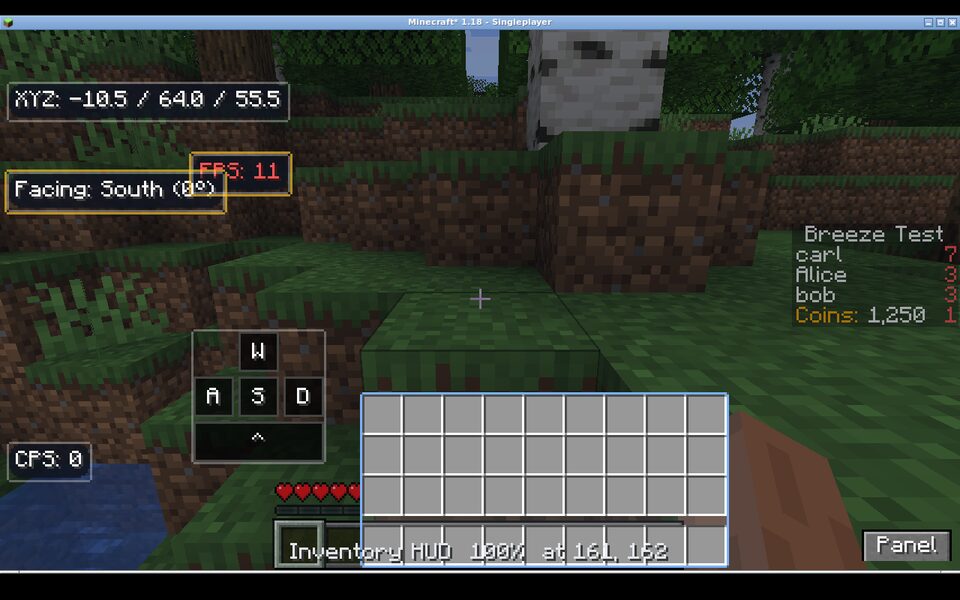 Minecraft* 1.18 - Singleplayer
XYZ: -10.5 / 64.0 / 55.5
FPS: 11
Facing: South (0º)
Breeze Test
carl 7
Alice 3
bob 3
Coins: 1,250 1
W
A S D
^
CPS: 0
Inventory HUD 100% at 161, 162
Panel